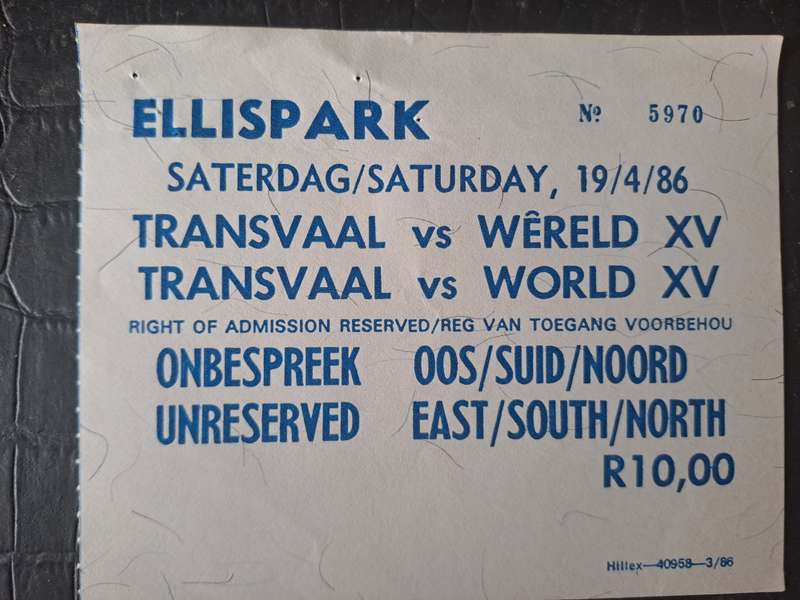 ELLISPARK Nº 5970
SATERDAG/SATURDAY, 19/4/86
TRANSVAAL vs WÊRELD XV
TRANSVAAL vs WORLD XV
RIGHT OF ADMISSION RESERVED/REG VAN TOEGANG VOORBEHOU
ONBESPREEK OOS/SUID/NOORD
UNRESERVED EAST/SOUTH/NORTH
R10,00
Hillex—40958—3/86